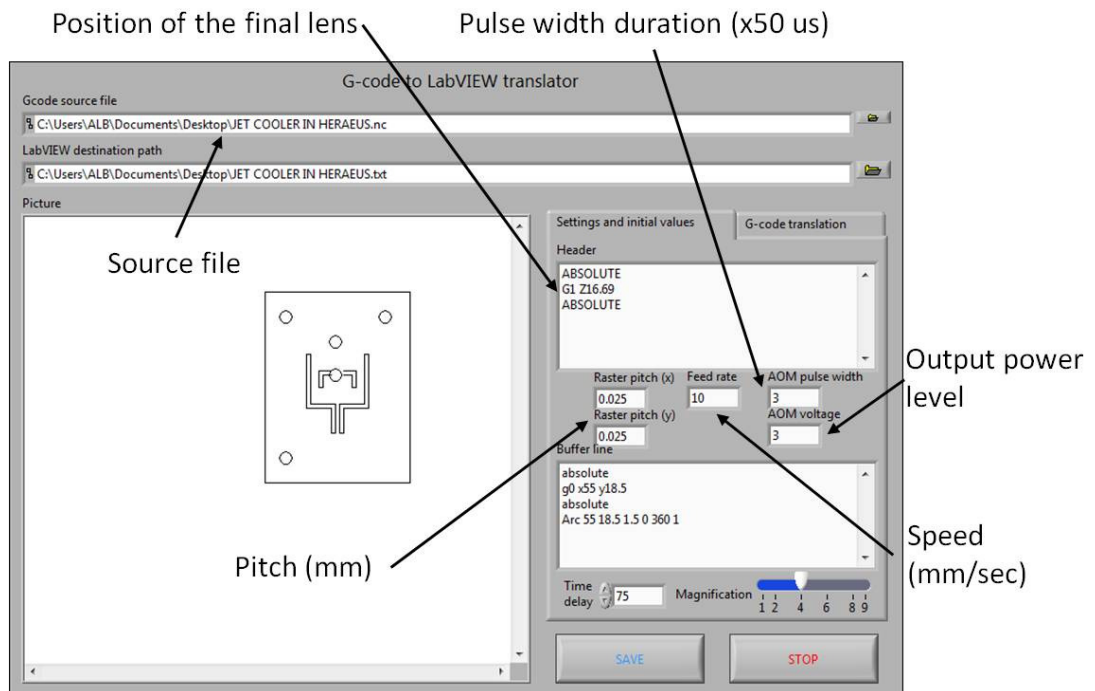 Position of the final lens
Pulse width duration (x50 us)
G-code to LabVIEW translator
Gcode source file
C:\Users\ALB\Documents\Desktop\JET COOLER IN HERAEUS.nc
LabVIEW destination path
C:\Users\ALB\Documents\Desktop\JET COOLER IN HERAEUS.txt
Picture
Source file
Settings and initial values
G-code translation
Header
ABSOLUTE
G1 Z16.69
ABSOLUTE
Output power
level
Raster pitch (x)
Feed rate
AOM pulse width
0.025
10
3
Raster pitch (y)
AOM voltage
0.025
3
Buffer line
absolute
g0 x55 y18.5
absolute
Arc 55 18.5 1.5 0 360 1
Pitch (mm)
Speed
(mm/sec)
Time
delay
75
Magnification
1 2 4 6 8 9
SAVE
STOP